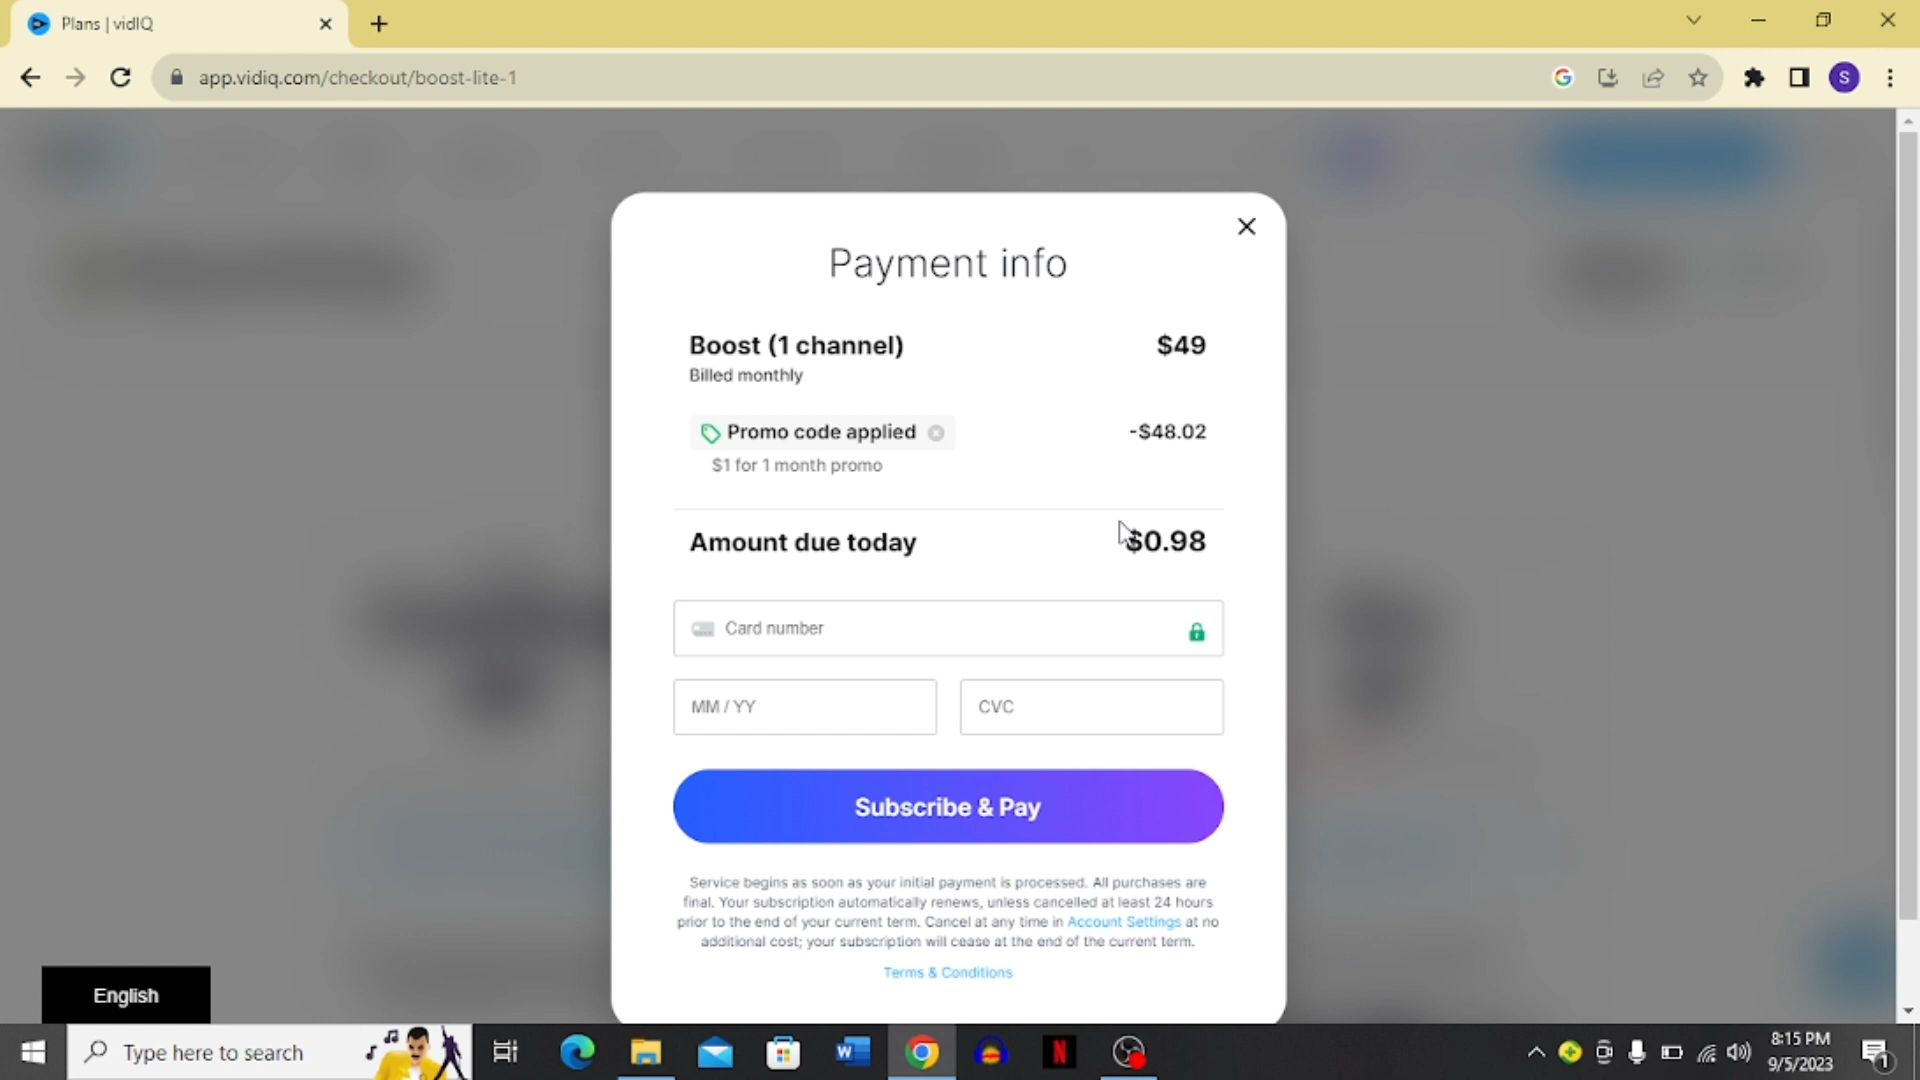 Plans | vidIQ
app.vidiq.com/checkout/boost-lite-1
S
Payment info
Boost (1 channel) $49
Billed monthly
Promo code applied -$48.02
$1 for 1 month promo
Amount due today $0.98
Card number
MM / YY CVC
Subscribe & Pay
Service begins as soon as your initial payment is processed. All purchases are
final. Your subscription automatically renews, unless cancelled at least 24 hours
prior to the end of your current term. Cancel at any time in Account Settings at no
additional cost; your subscription will cease at the end of the current term.
Terms & Conditions
English
Type here to search
8:15 PM
9/5/2023
1